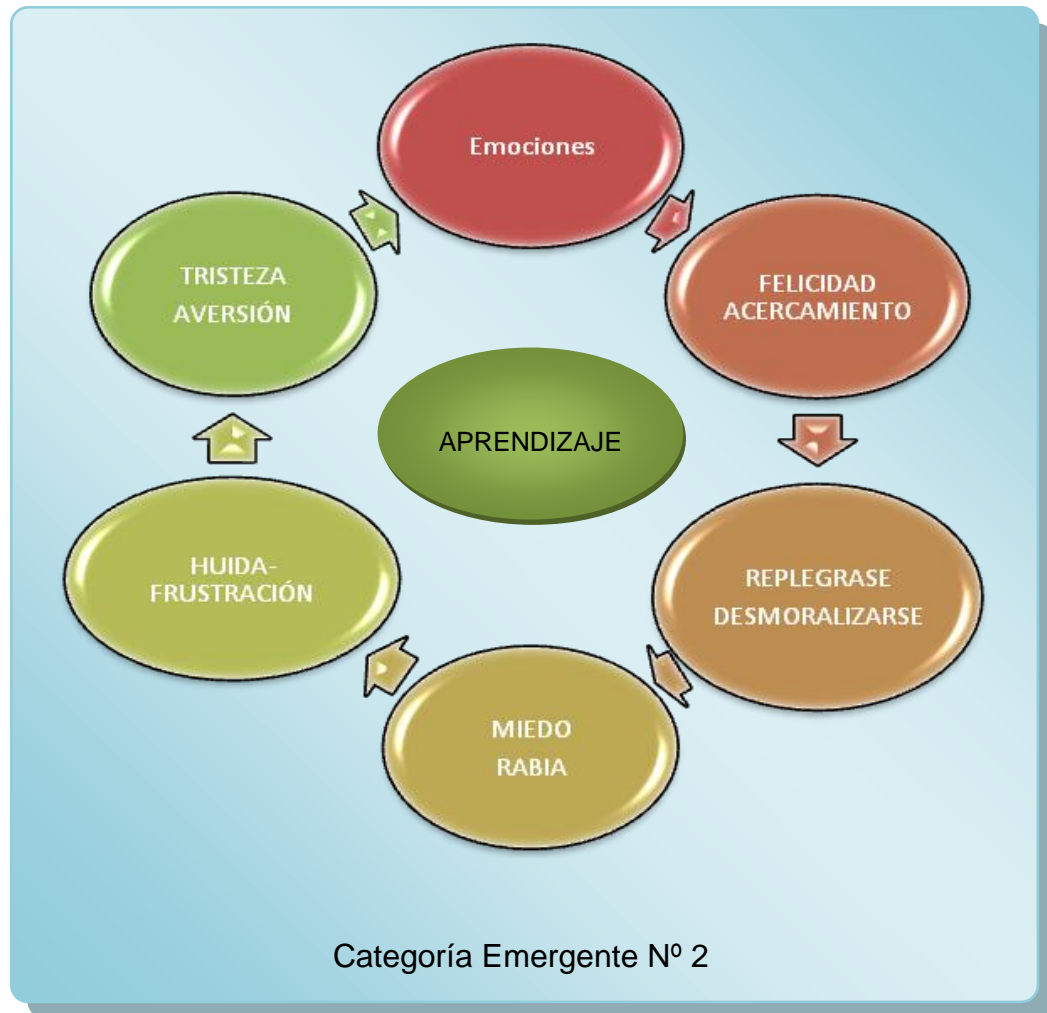 Emociones
FELICIDAD
ACERCAMIENTO
REPLEGRASE
DESMORALIZARSE
MIEDO
RABIA
HUIDA-
FRUSTRACIÓN
TRISTEZA
AVERSIÓN
APRENDIZAJE
Categoría Emergente Nº 2